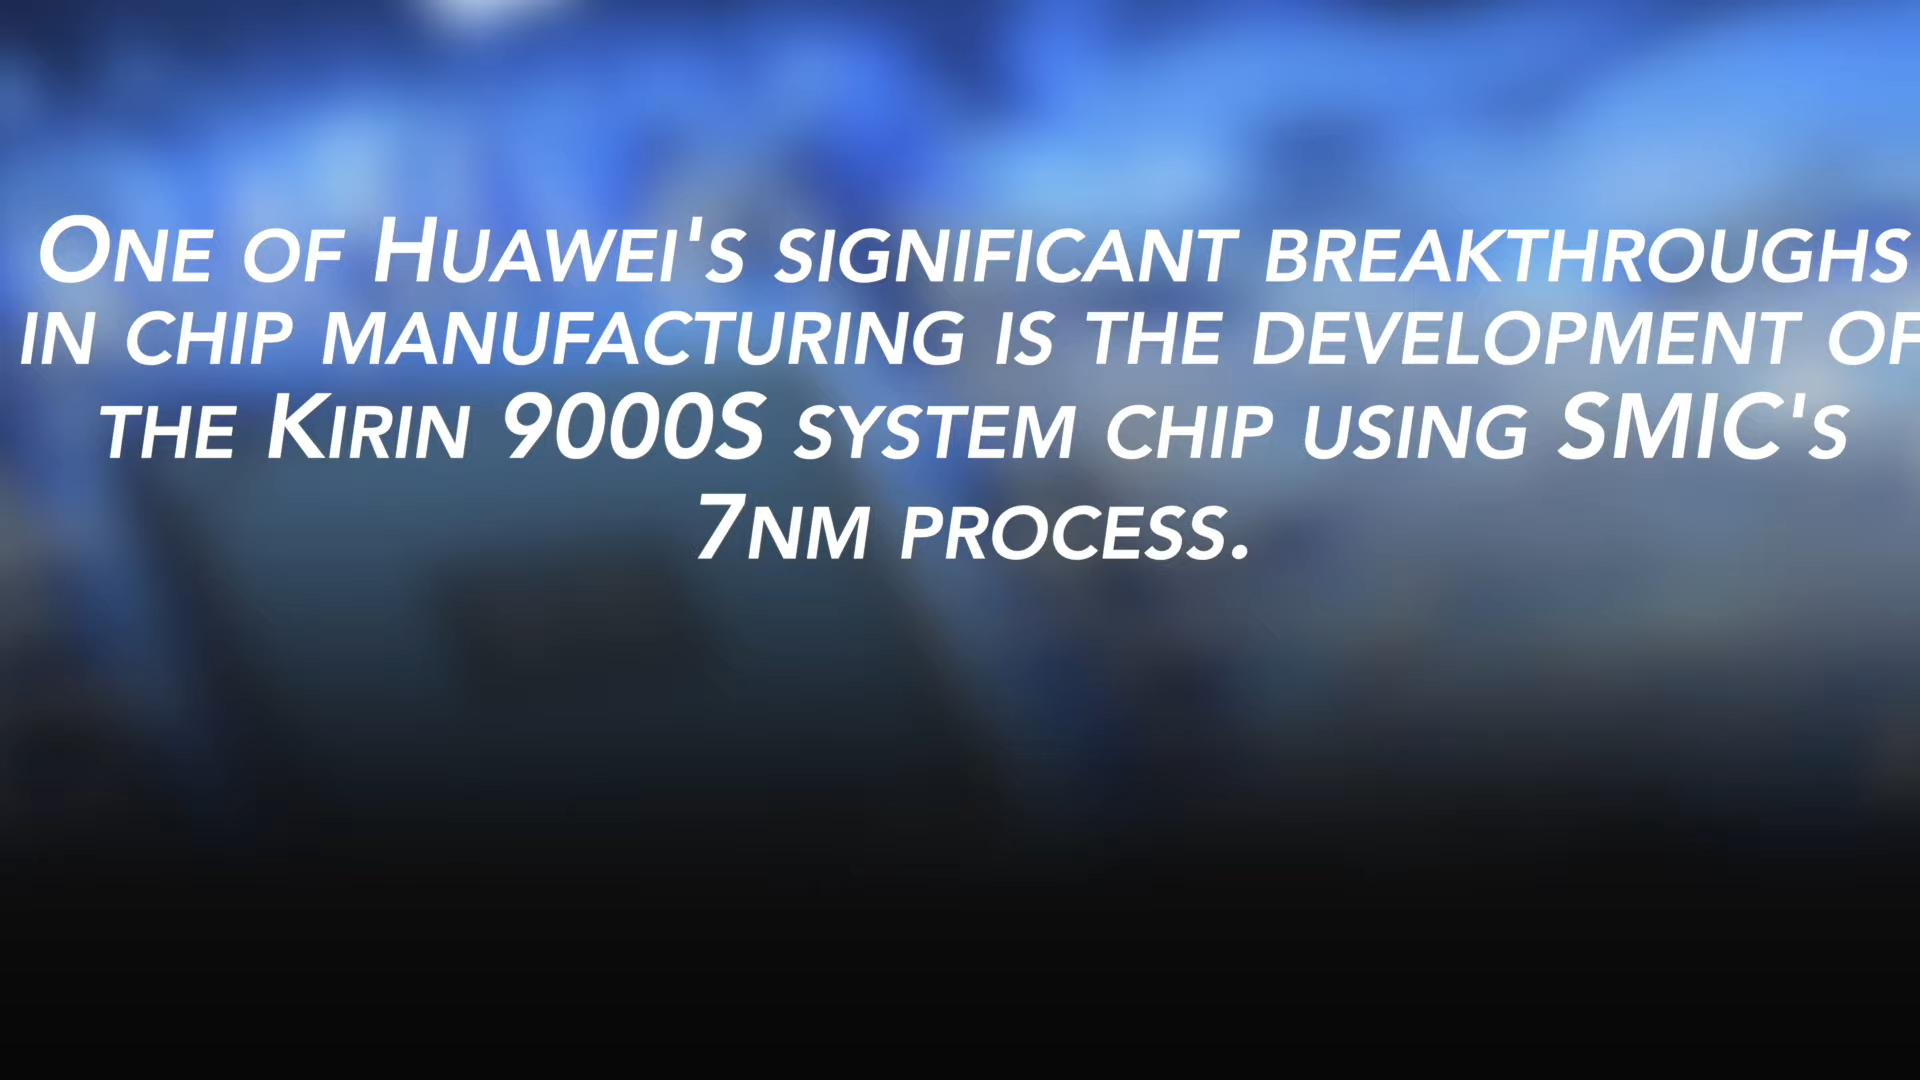 One of Huawei's significant breakthroughs
in chip manufacturing is the development of
the Kirin 9000S system chip using SMIC's
7nm process.